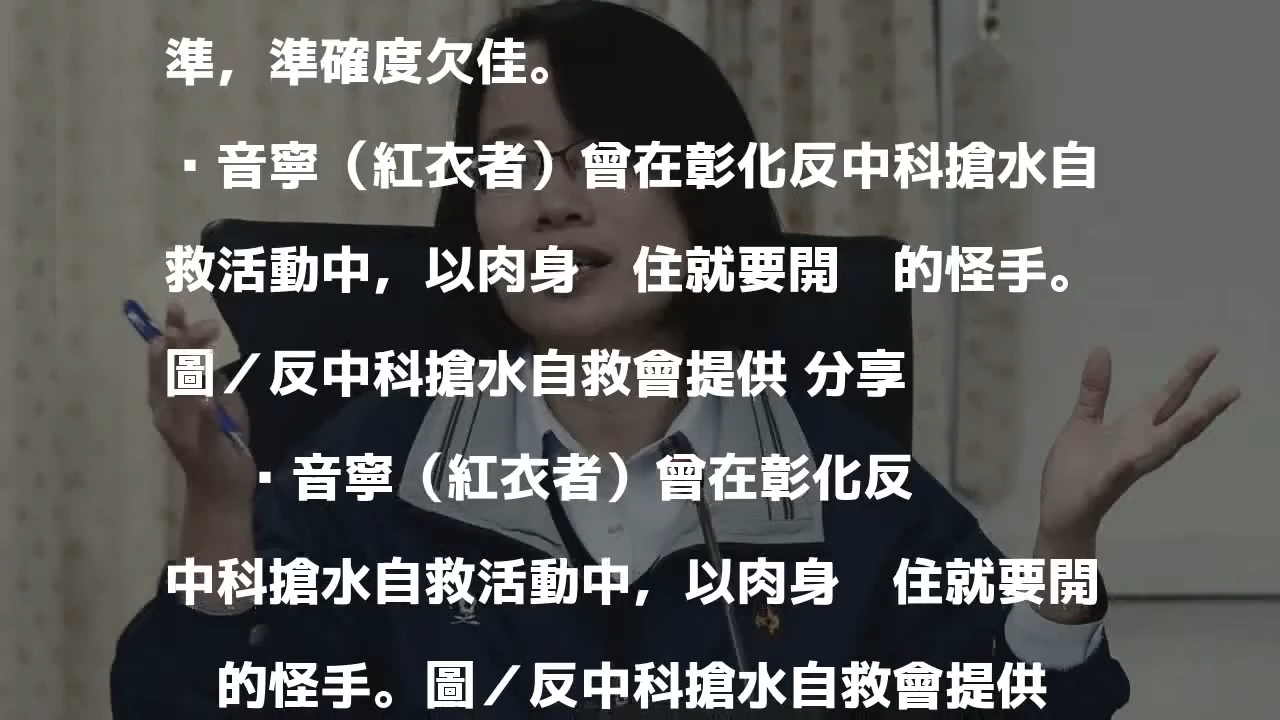 準，準確度欠佳。
▪音寧（紅衣者）曾在彰化反中科搶水自
救活動中，以肉身　住就要開　的怪手。
圖／反中科搶水自救會提供 分享
▪音寧（紅衣者）曾在彰化反
中科搶水自救活動中，以肉身　住就要開
的怪手。圖／反中科搶水自救會提供